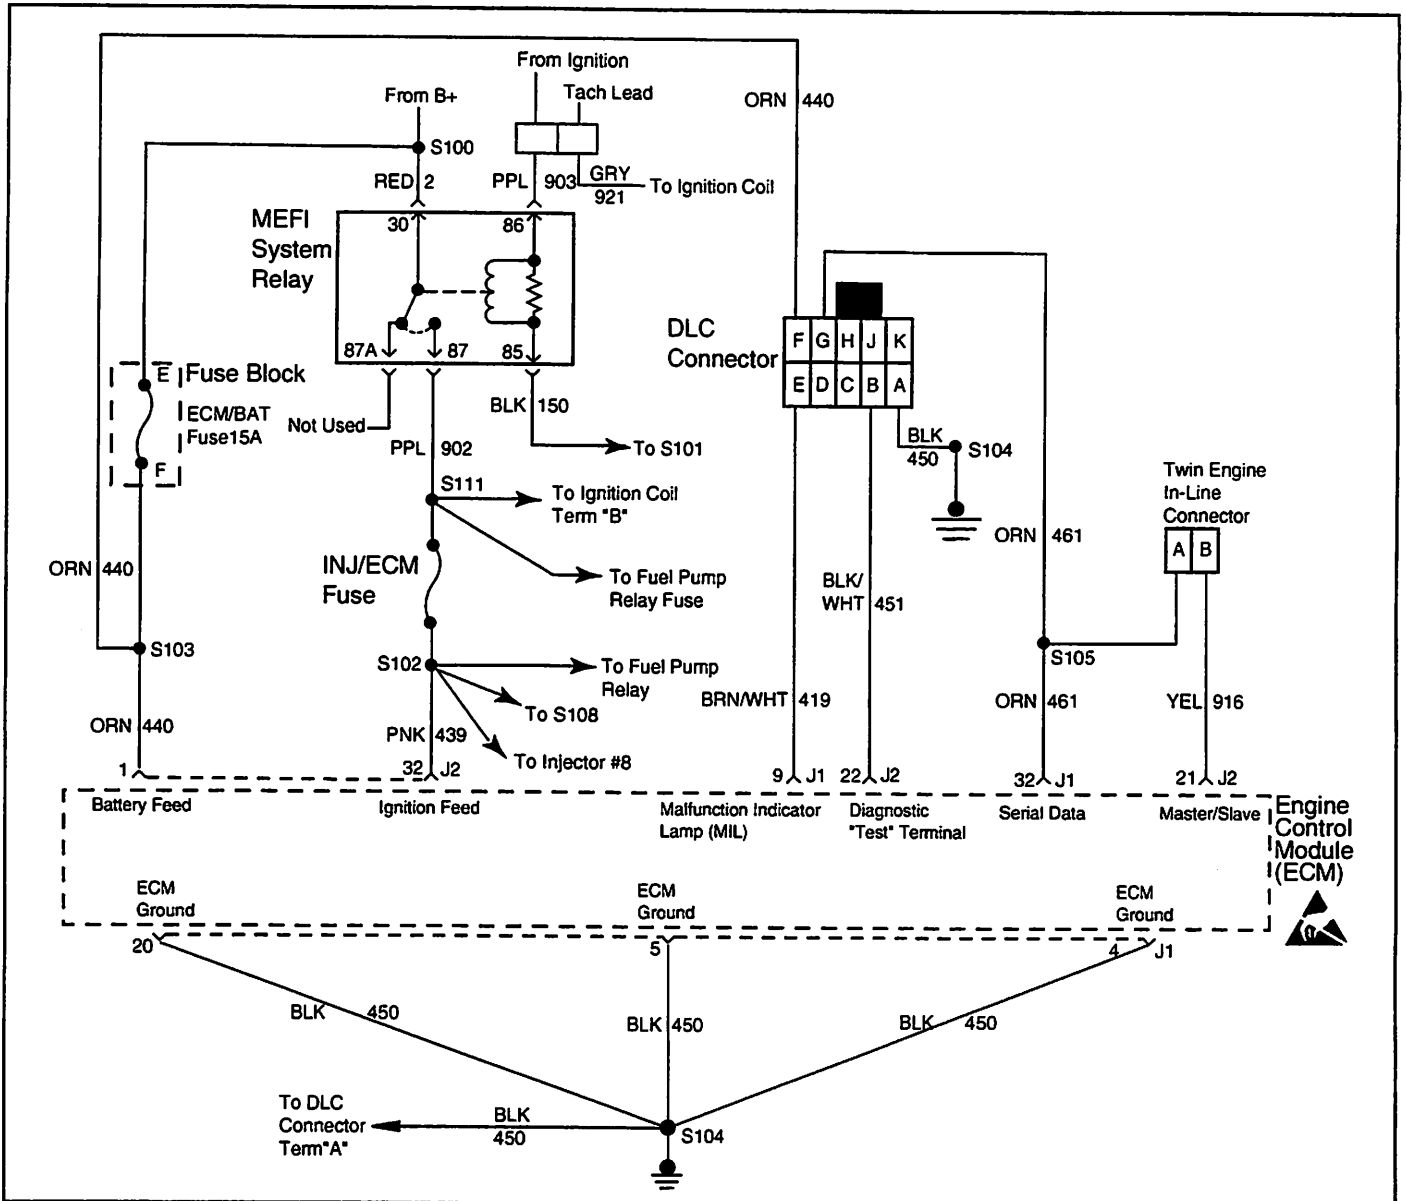 From Ignition
Tach Lead
From B+
ORN 440
S100
RED 2
PPL 903
GRY
921
To Ignition Coil
MEFI
System
Relay
30
86
87A
87
85
DLC
Connector
F G H J K
E D C B A
E
Fuse Block
ECM/BAT
Fuse15A
F
Not Used
BLK 150
PPL 902
To S101
BLK
450
S104
S111
To Ignition Coil
Term "B"
Twin Engine
In-Line
Connector
A B
ORN 461
INJ/ECM
Fuse
To Fuel Pump
Relay Fuse
ORN 440
BLK/
WHT 451
S103
S102
To Fuel Pump
Relay
S105
To S108
BRN/WHT 419
ORN 461
YEL 916
ORN 440
PNK 439
To Injector #8
1
32 J2
9 J1
22 J2
32 J1
21 J2
Battery Feed
Ignition Feed
Malfunction Indicator
Lamp (MIL)
Diagnostic
"Test" Terminal
Serial Data
Master/Slave
Engine
Control
Module
(ECM)
ECM
Ground
ECM
Ground
ECM
Ground
20
5
4 J1
BLK 450
BLK 450
BLK 450
To DLC
Connector
Term"A"
BLK
450
S104